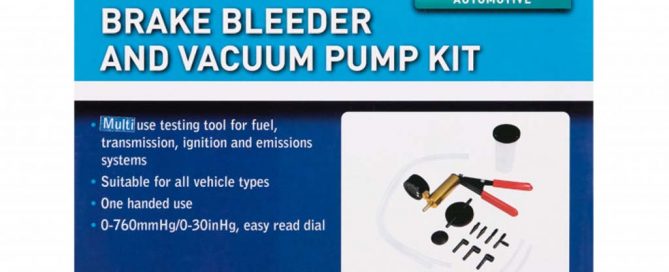 AUTOMOTIVE
BRAKE BLEEDER
AND VACUUM PUMP KIT
• Multi use testing tool for fuel,
transmission, ignition and emissions
systems
• Suitable for all vehicle types
• One handed use
• 0-760mmHg/0-30inHg, easy read dial